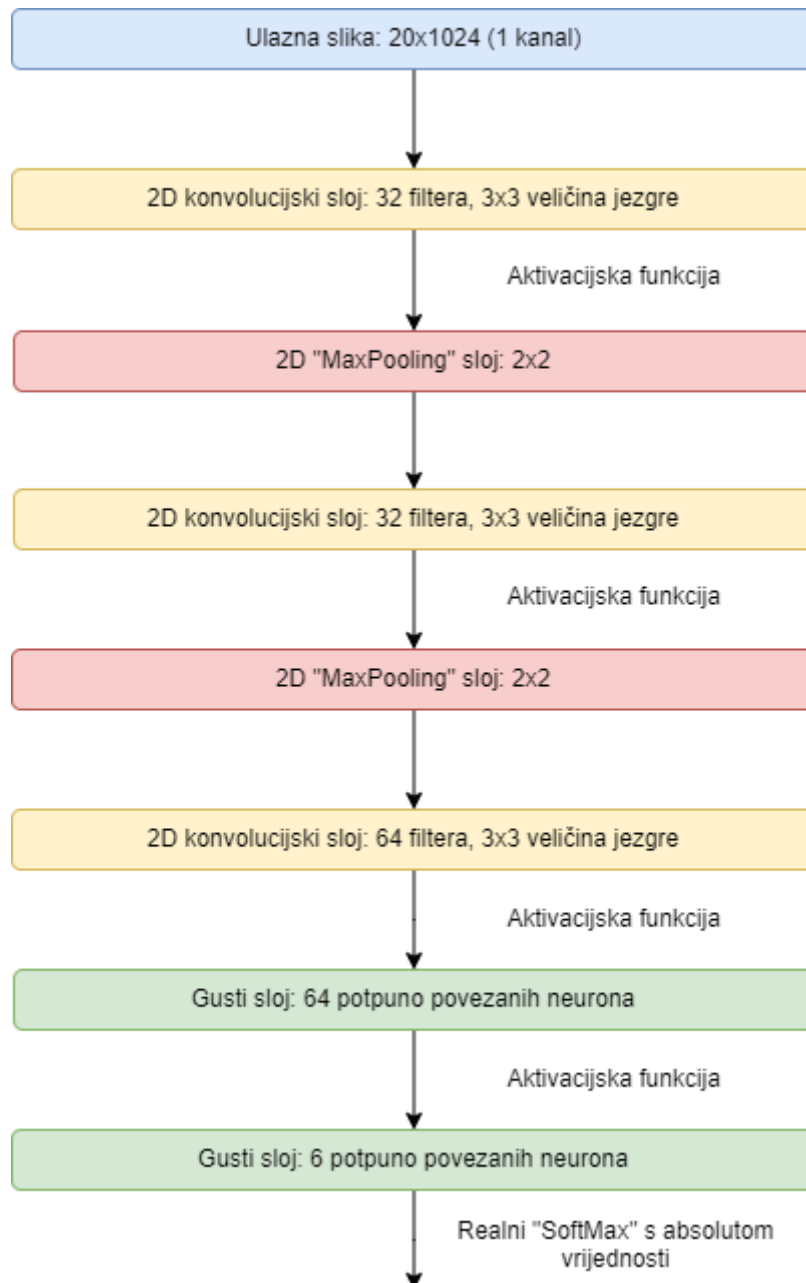 Ulazna slika: 20x1024 (1 kanal)
2D konvolucijski sloj: 32 filtera, 3x3 veličina jezgre
Aktivacijska funkcija
2D "MaxPooling" sloj: 2x2
2D konvolucijski sloj: 32 filtera, 3x3 veličina jezgre
Aktivacijska funkcija
2D "MaxPooling" sloj: 2x2
2D konvolucijski sloj: 64 filtera, 3x3 veličina jezgre
Aktivacijska funkcija
Gusti sloj: 64 potpuno povezanih neurona
Aktivacijska funkcija
Gusti sloj: 6 potpuno povezanih neurona
Realni "SoftMax" s absolutom
vrijednosti